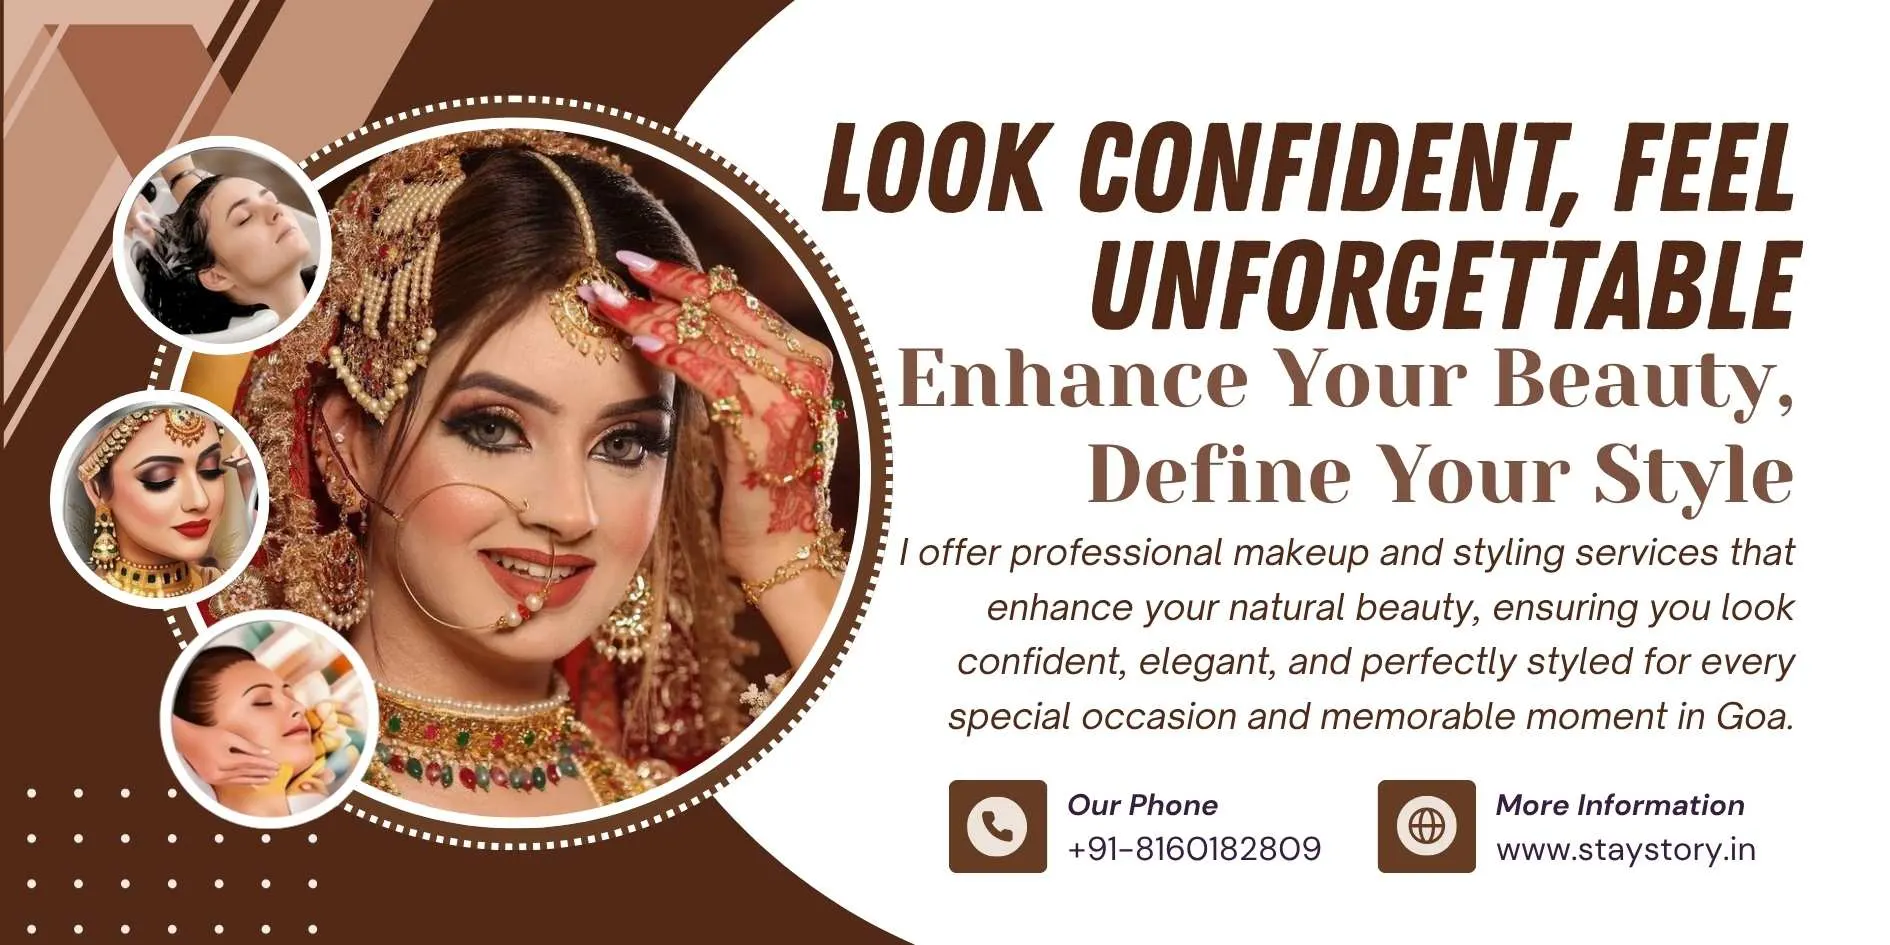 LOOK CONFIDENT, FEEL
UNFORGETTABLE
Enhance Your Beauty,
Define Your Style
I offer professional makeup and styling services that
enhance your natural beauty, ensuring you look
confident, elegant, and perfectly styled for every
special occasion and memorable moment in Goa.
Our Phone
+91-8160182809
More Information
www.staystory.in